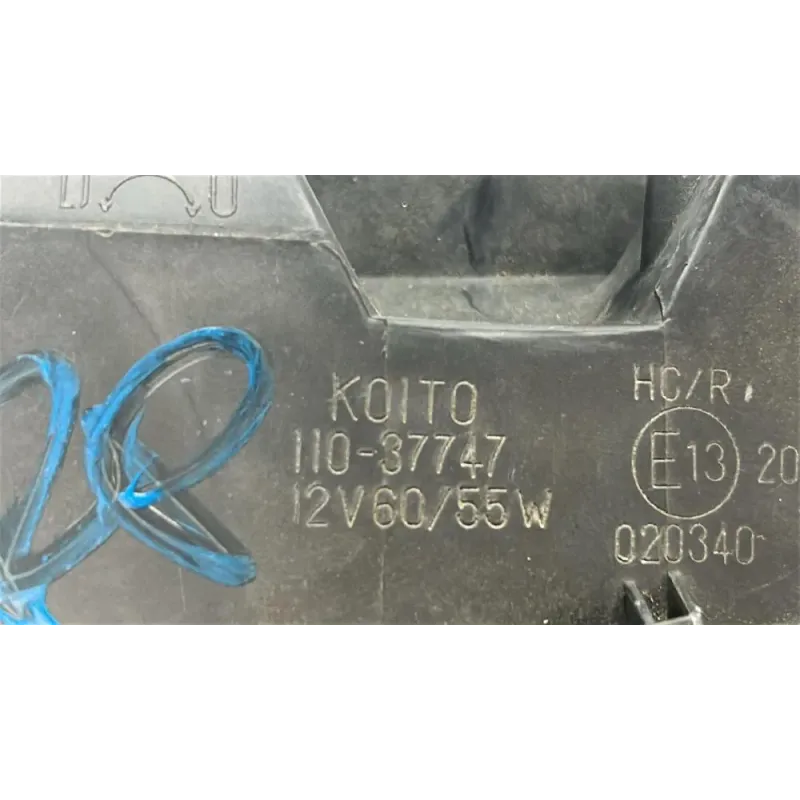 U
KOITO
110-37747
12V60/55W
HC/R
E13 20
020340